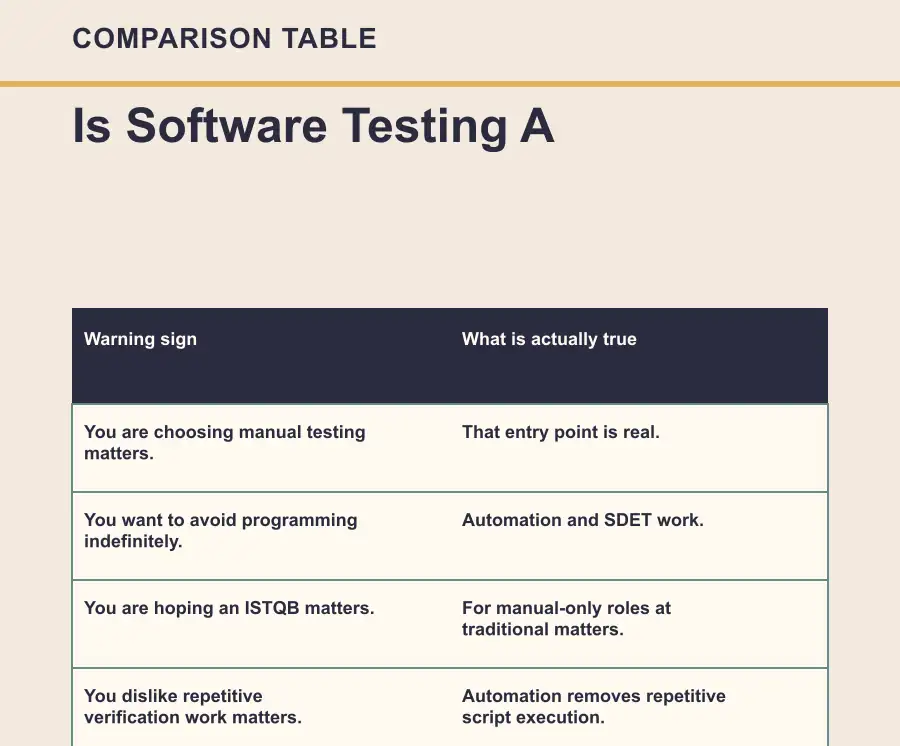 COMPARISON TABLE
Is Software Testing A
Warning sign
What is actually true
You are choosing manual testing
matters.
That entry point is real.
You want to avoid programming
indefinitely.
Automation and SDET work.
You are hoping an ISTQB matters.
For manual-only roles at
traditional matters.
You dislike repetitive
verification work matters.
Automation removes repetitive
script execution.